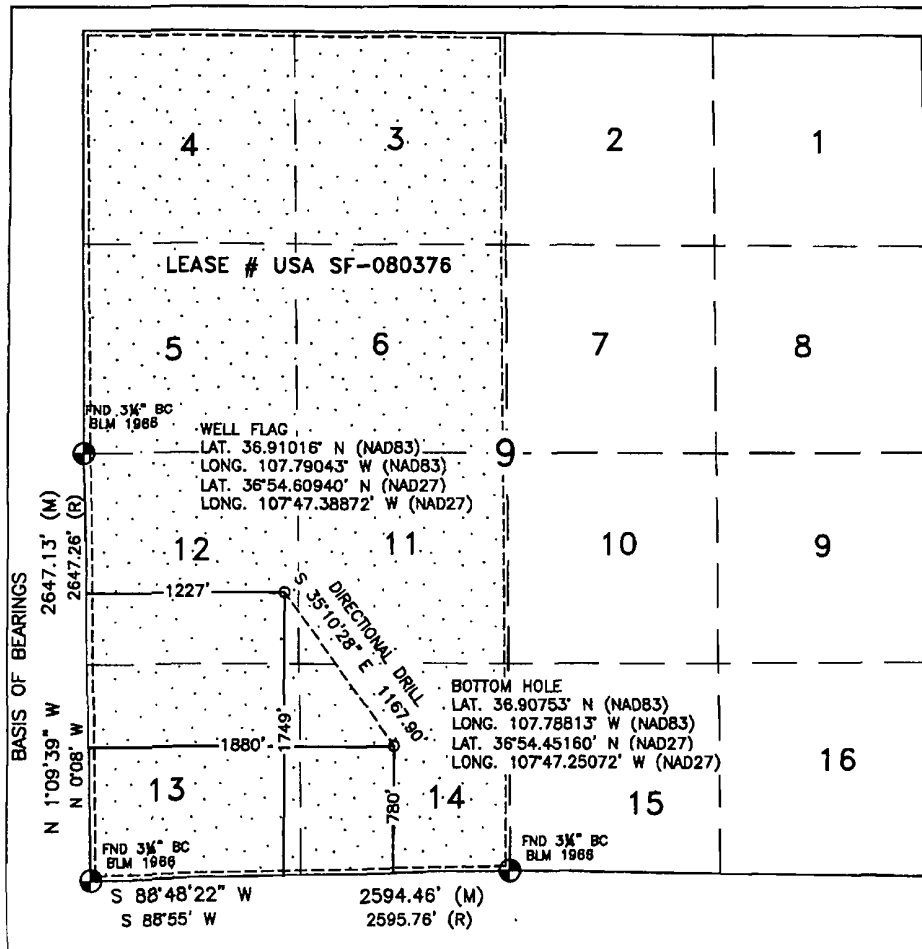 4
3
2
1
LEASE # USA SF-080376
5
6
7
8
FND 3¼" BC
BLM 1966
WELL FLAG
LAT. 36.91016° N (NAD83)
LONG. 107.79043° W (NAD83)
LAT. 36°54.60940' N (NAD27)
LONG. 107°47.38872' W (NAD27)
9
12
11
10
9
BASIS OF BEARINGS
N 1°09'39" W 2647.13' (M)
N 0°08' W 2647.26' (R)
1227'
1749'
DIRECTIONAL DRILL
S 35°10'28" E 1167.90'
BOTTOM HOLE
LAT. 36.90753° N (NAD83)
LONG. 107.78813° W (NAD83)
LAT. 36°54.45160' N (NAD27)
LONG. 107°47.25072' W (NAD27)
1880'
780'
13
14
15
16
FND 3¼" BC
BLM 1966
FND 3¼" BC
BLM 1966
S 88°48'22" W 2594.46' (M)
S 88°55' W 2595.76' (R)